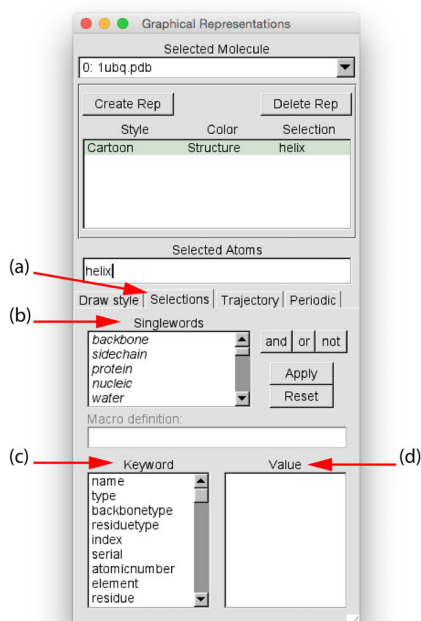 Graphical Representations
Selected Molecule
0: 1ubq.pdb
Create Rep Delete Rep
Style Color Selection
Cartoon Structure helix
Selected Atoms
(a)
helix
Draw style Selections Trajectory Periodic
(b)
Singlewords
backbone
sidechain
protein
nucleic
water
and or not
Apply
Reset
Macro definition:
(c)
Keyword
name
type
backbonetype
residuetype
index
serial
atomicnumber
element
residue
Value
(d)